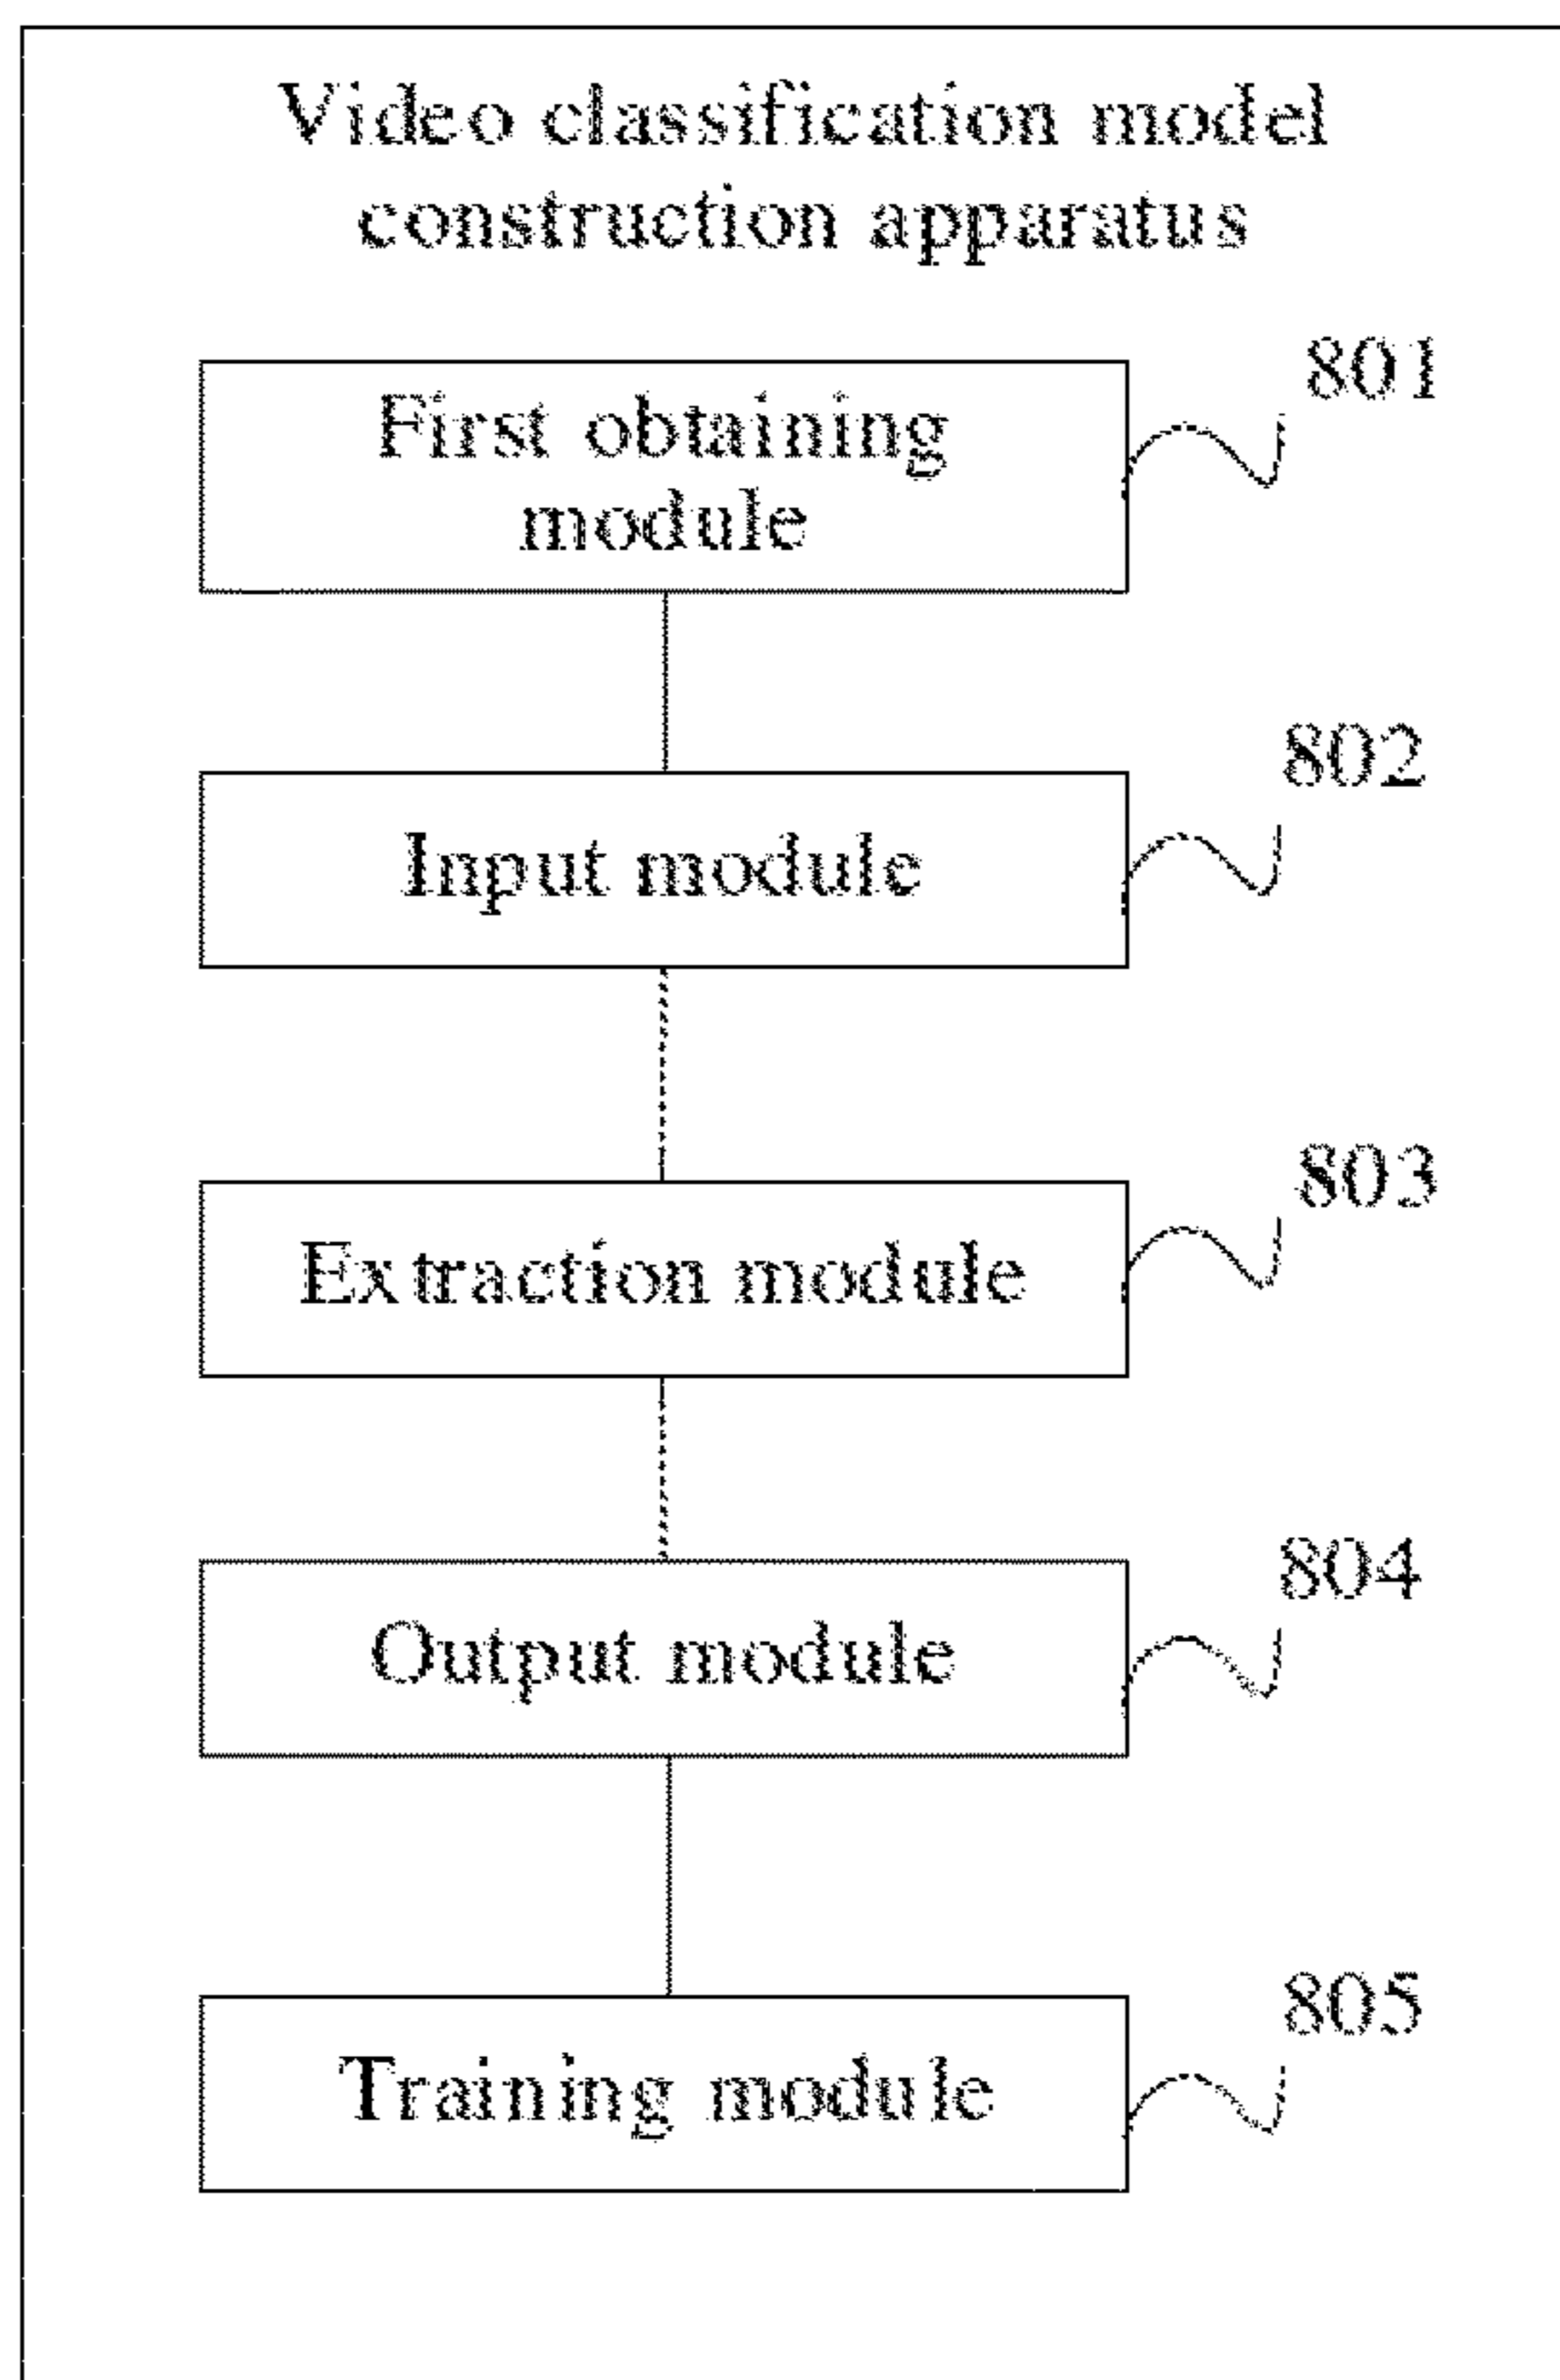 Video classification model
construction apparatus
801
First obtaining
module
802
Input module
803
Extraction module
804
Output module
805
Training module